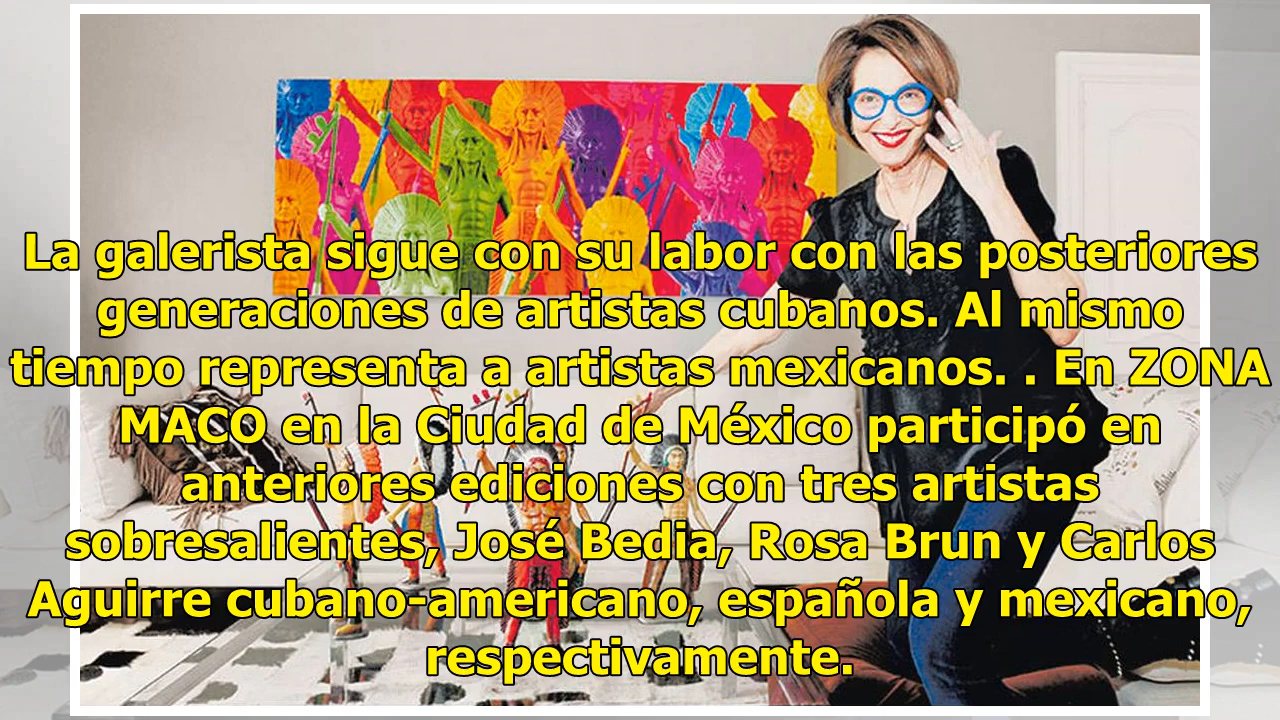 La galerista sigue con su labor con las posteriores
generaciones de artistas cubanos. Al mismo
tiempo representa a artistas mexicanos. . En ZONA
MACO en la Ciudad de México participó en
anteriores ediciones con tres artistas
sobresalientes, José Bedia, Rosa Brun y Carlos
Aguirre cubano-americano, española y mexicano,
respectivamente.